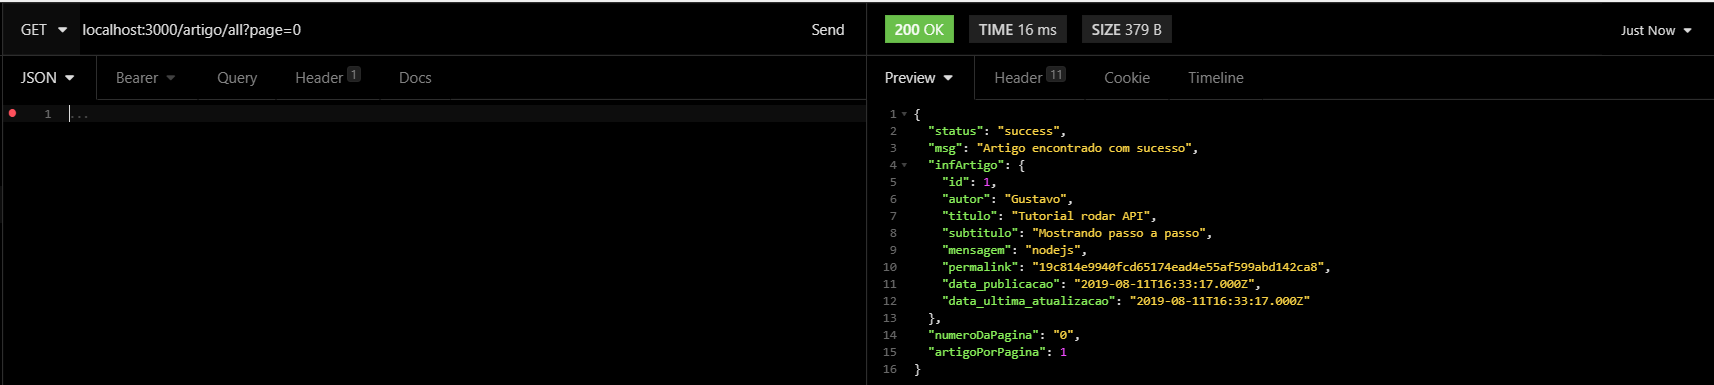 GET localhost:3000/artigo/all?page=0 Send
200 OK TIME 16 ms SIZE 379 B Just Now
JSON Bearer Query Header 1 Docs
Preview Header 11 Cookie Timeline
1 ...
1 {
2 "status": "success",
3 "msg": "Artigo encontrado com sucesso",
4 "infArtigo": {
5 "id": 1,
6 "autor": "Gustavo",
7 "titulo": "Tutorial rodar API",
8 "subtitulo": "Mostrando passo a passo",
9 "mensagem": "nodejs",
10 "permalink": "19c814e9940fcd65174ead4e55af599abd142ca8",
11 "data_publicacao": "2019-08-11T16:33:17.000Z",
12 "data_ultima_atualizacao": "2019-08-11T16:33:17.000Z"
13 },
14 "numeroDaPagina": "0",
15 "artigoPorPagina": 1
16 }